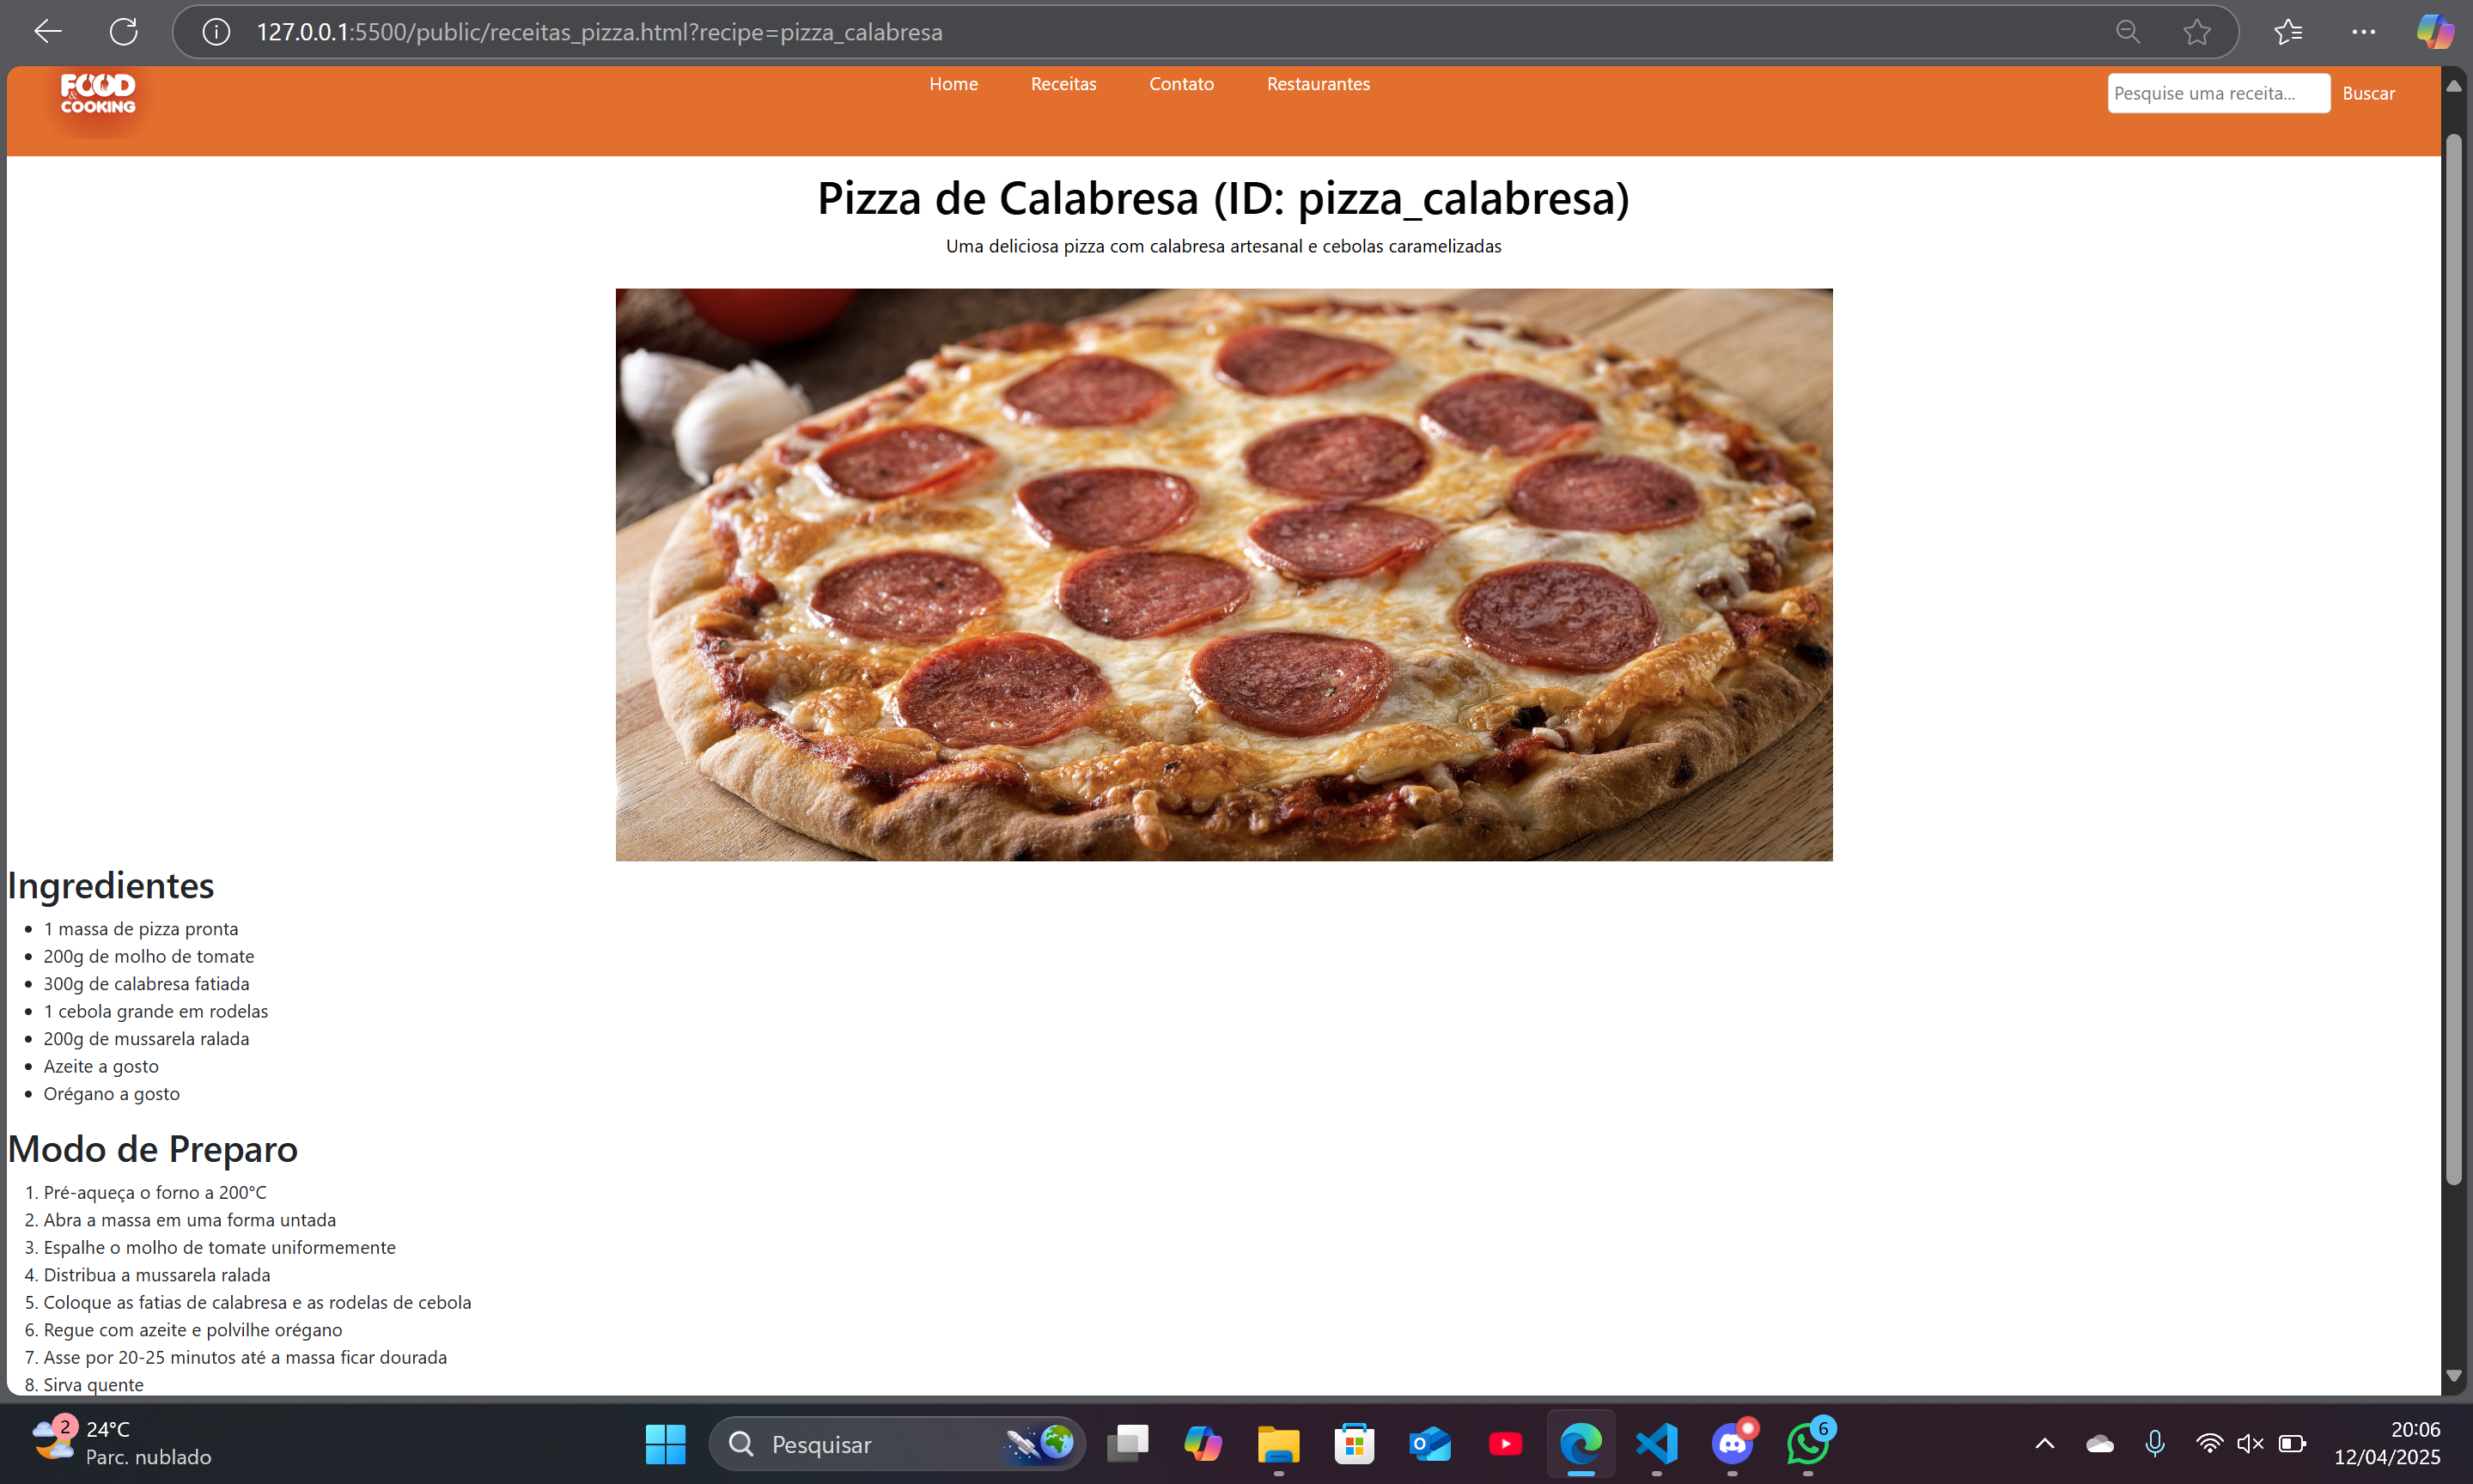 127.0.0.1:5500/public/receitas_pizza.html?recipe=pizza_calabresa
FOOD
& COOKING
Home Receitas Contato Restaurantes
Pesquise uma receita... Buscar
Pizza de Calabresa (ID: pizza_calabresa)
Uma deliciosa pizza com calabresa artesanal e cebolas caramelizadas
Ingredientes
• 1 massa de pizza pronta
• 200g de molho de tomate
• 300g de calabresa fatiada
• 1 cebola grande em rodelas
• 200g de mussarela ralada
• Azeite a gosto
• Orégano a gosto
Modo de Preparo
1. Pré-aqueça o forno a 200°C
2. Abra a massa em uma forma untada
3. Espalhe o molho de tomate uniformemente
4. Distribua a mussarela ralada
5. Coloque as fatias de calabresa e as rodelas de cebola
6. Regue com azeite e polvilhe orégano
7. Asse por 20-25 minutos até a massa ficar dourada
8. Sirva quente
2
24°C
Parc. nublado
Pesquisar
6
20:06
12/04/2025